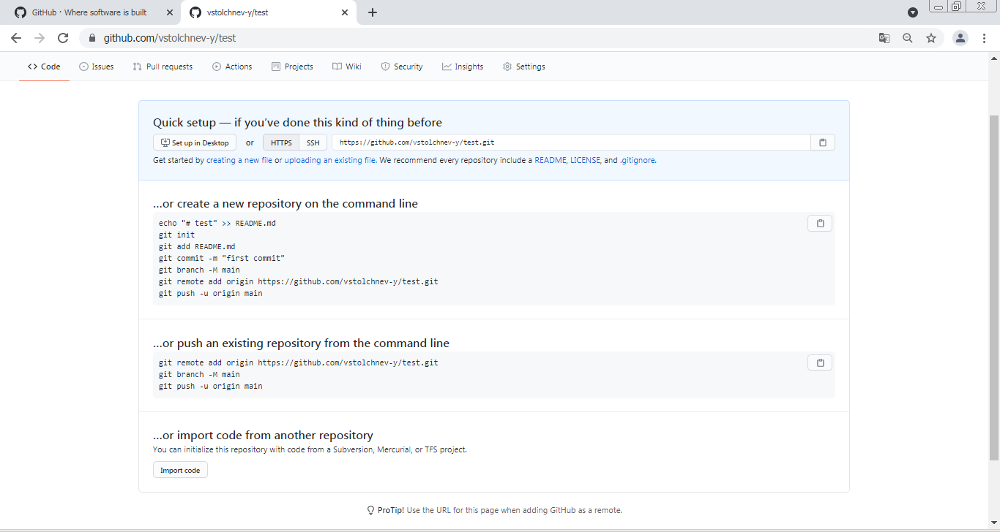 GitHub · Where software is built
vstolchnev-y/test
github.com/vstolchnev-y/test
<> Code Issues Pull requests Actions Projects Wiki Security Insights Settings
Quick setup — if you've done this kind of thing before
Set up in Desktop or HTTPS SSH https://github.com/vstolchnev-y/test.git
Get started by creating a new file or uploading an existing file. We recommend every repository include a README, LICENSE, and .gitignore.
…or create a new repository on the command line
echo "# test" >> README.md
git init
git add README.md
git commit -m "first commit"
git branch -M main
git remote add origin https://github.com/vstolchnev-y/test.git
git push -u origin main
…or push an existing repository from the command line
git remote add origin https://github.com/vstolchnev-y/test.git
git branch -M main
git push -u origin main
…or import code from another repository
You can initialize this repository with code from a Subversion, Mercurial, or TFS project.
Import code
ProTip! Use the URL for this page when adding GitHub as a remote.